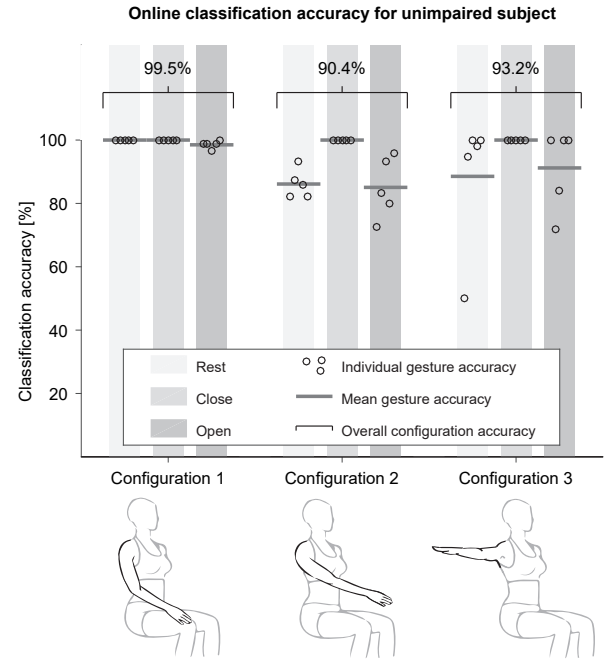 Online classification accuracy for unimpaired subject
99.5%
90.4%
93.2%
Classification accuracy [%]
100
80
60
40
20
Rest
Individual gesture accuracy
Close
Mean gesture accuracy
Open
Overall configuration accuracy
Configuration 1
Configuration 2
Configuration 3